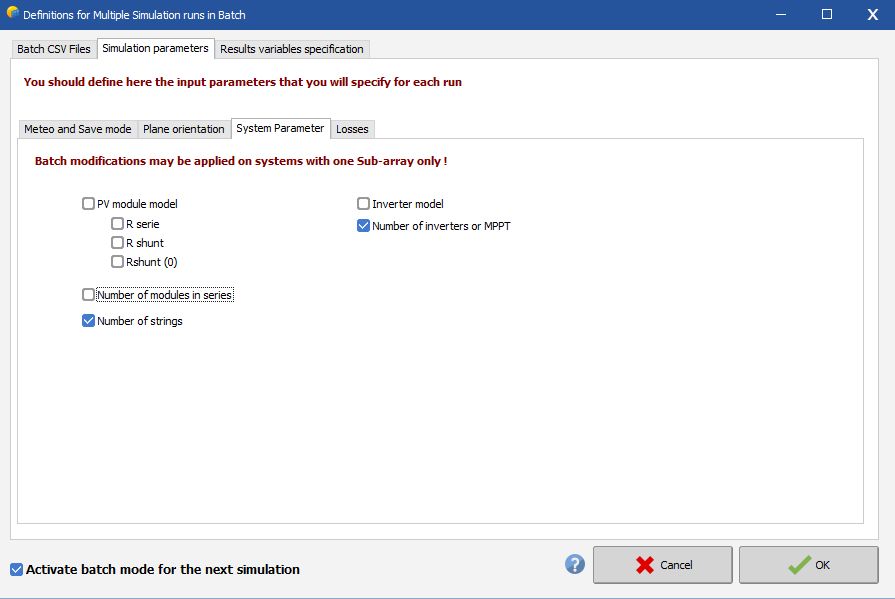 Definitions for Multiple Simulation runs in Batch
Batch CSV Files Simulation parameters Results variables specification
You should define here the input parameters that you will specify for each run
Meteo and Save mode Plane orientation System Parameter Losses
Batch modifications may be applied on systems with one Sub-array only !
PV module model Inverter model
R serie Number of inverters or MPPT
R shunt
Rshunt (0)
Number of modules in series
Number of strings
Activate batch mode for the next simulation ? Cancel OK